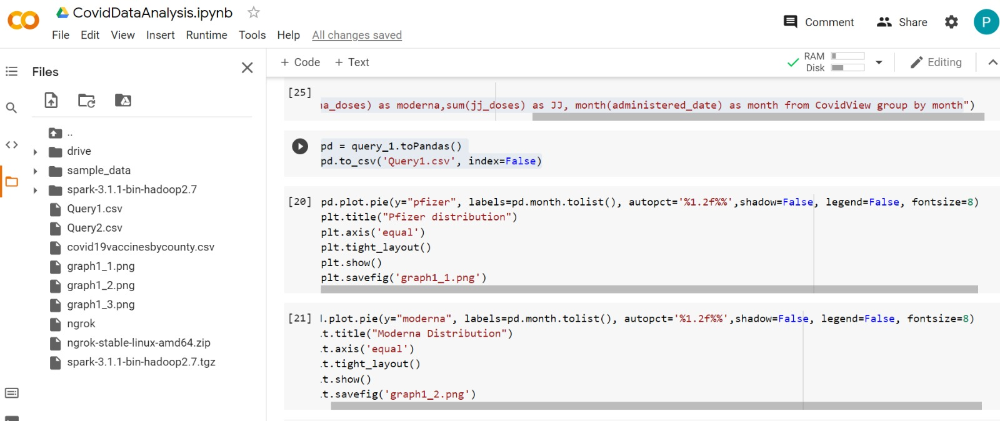 CovidDataAnalysis.ipynb
File Edit View Insert Runtime Tools Help All changes saved
Comment Share P
Files
..
drive
sample_data
spark-3.1.1-bin-hadoop2.7
Query1.csv
Query2.csv
covid19vaccinesbycounty.csv
graph1_1.png
graph1_2.png
graph1_3.png
ngrok
ngrok-stable-linux-amd64.zip
spark-3.1.1-bin-hadoop2.7.tgz
+ Code + Text
RAM
Disk
Editing
[25]
na_doses) as moderna,sum(jj_doses) as JJ, month(administered_date) as month from CovidView group by month")
pd = query_1.toPandas()
pd.to_csv('Query1.csv', index=False)
[20] pd.plot.pie(y="pfizer", labels=pd.month.tolist(), autopct='%1.2f%%',shadow=False, legend=False, fontsize=8)
plt.title("Pfizer distribution")
plt.axis('equal')
plt.tight_layout()
plt.show()
plt.savefig('graph1_1.png')
[21] d.plot.pie(y="moderna", labels=pd.month.tolist(), autopct='%1.2f%%',shadow=False, legend=False, fontsize=8)
.t.title("Moderna Distribution")
.t.axis('equal')
.t.tight_layout()
.t.show()
.t.savefig('graph1_2.png')